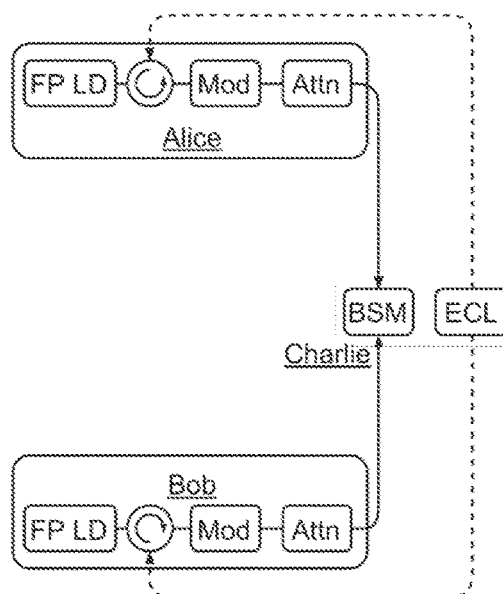 FP LD Mod Attn
Alice
BSM ECL
Charlie
Bob
FP LD Mod Attn